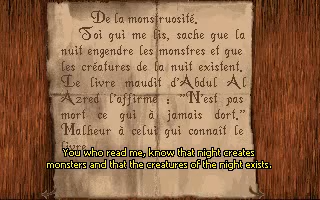 De la monstruosité.
Toi qui me lis, sache que la
nuit engendre les monstres et que
les créatures de la nuit existent.
Le livre maudit d'Abdul Al
Azred l'affirme : "N'est pas
mort ce qui à jamais dort."
Malheur à celui qui connait le
You who read me, know that night creates
monsters and that the creatures of the night exists.